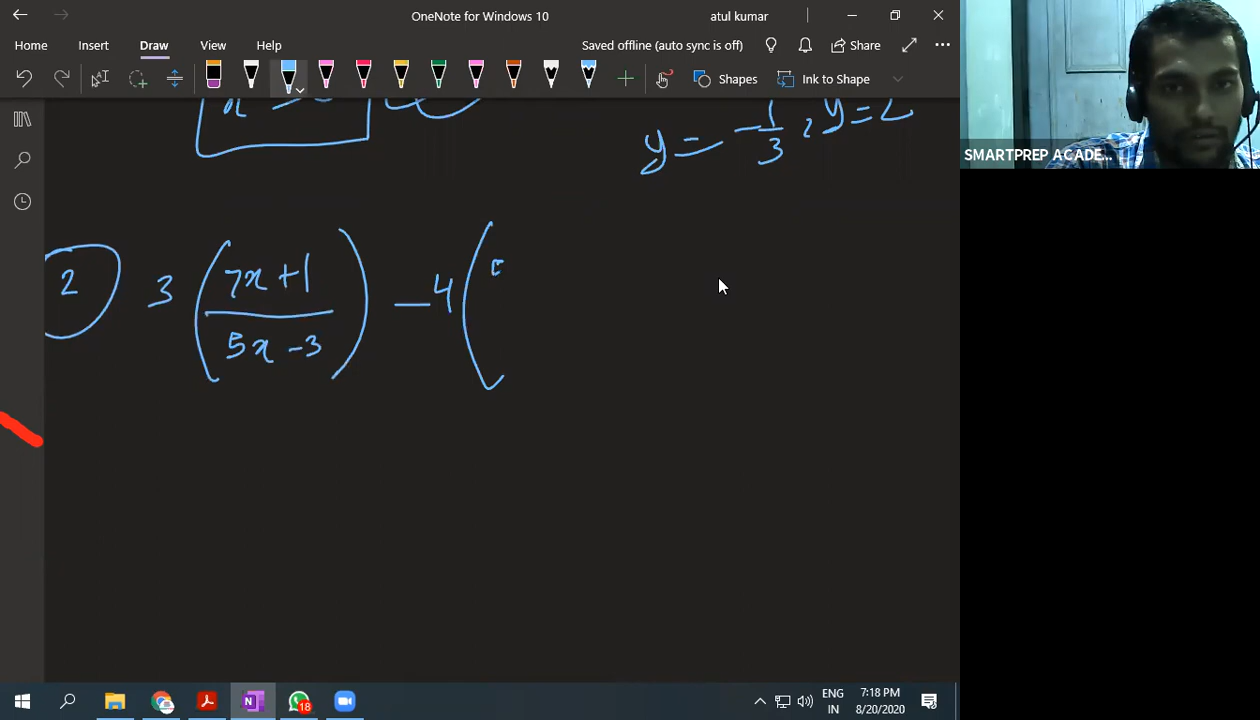 OneNote for Windows 10
atul kumar
Home Insert Draw View Help
Saved offline (auto sync is off)
Share
Shapes
Ink to Shape
y = -1/3, y = 2
2 3 (7x + 1 / 5x - 3) - 4 (
SMARTPREP ACADE...
18
ENG
IN
7:18 PM
8/20/2020